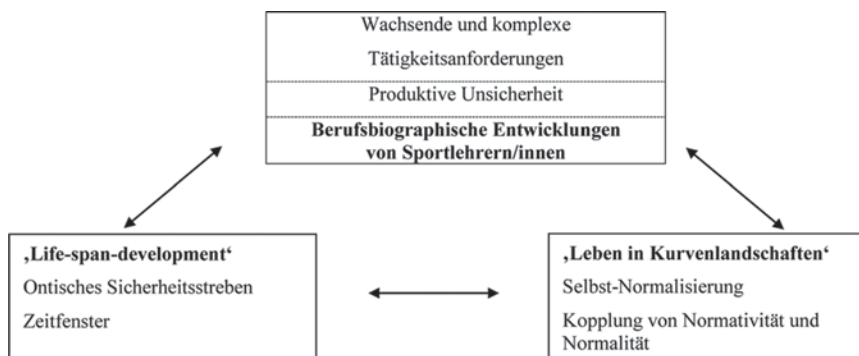 Wachsende und komplexe
Tätigkeitsanforderungen
Produktive Unsicherheit
Berufsbiographische Entwicklungen
von Sportlehrern/innen
‚Life-span-development‘
Ontisches Sicherheitsstreben
Zeitfenster
‚Leben in Kurvenlandschaften‘
Selbst-Normalisierung
Kopplung von Normativität und
Normalität